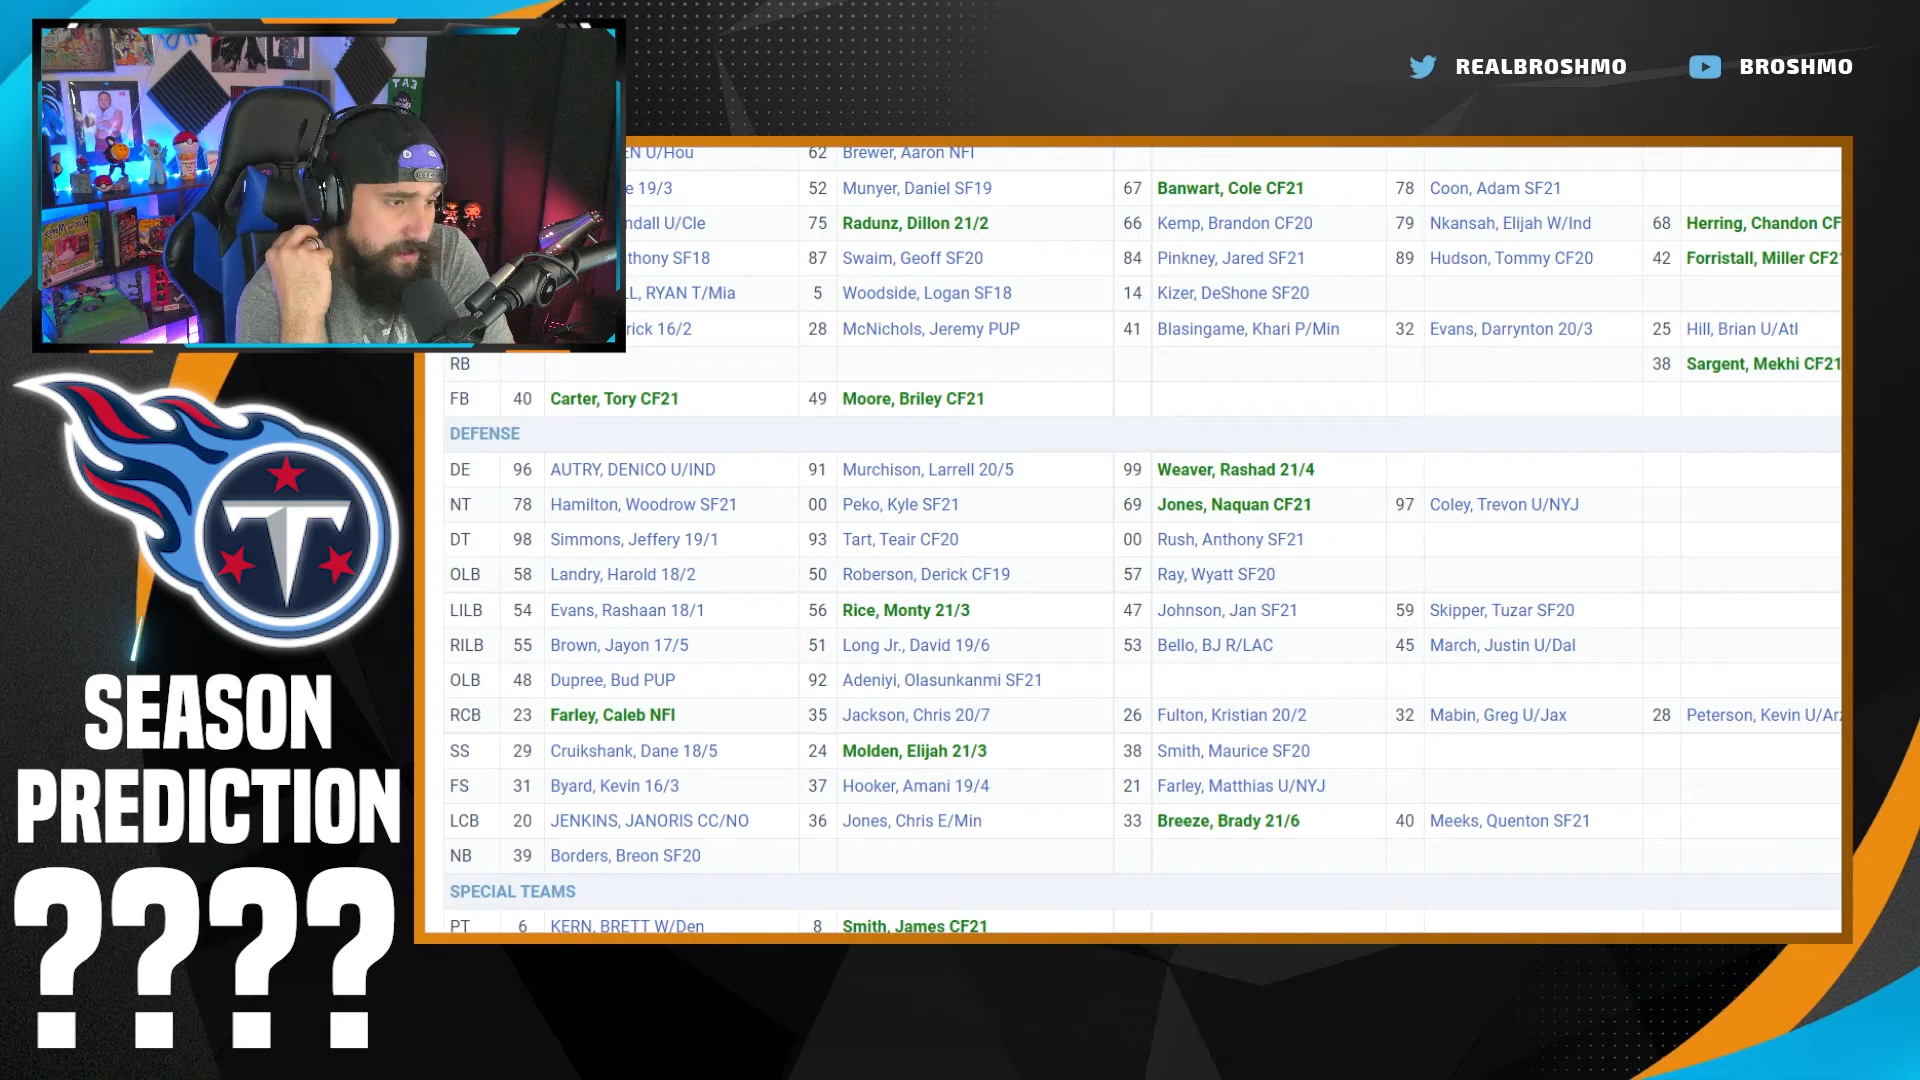 REALBROSHMO BROSHMO
EN U/Hou 62 Brewer, Aaron NFI
e 19/3 52 Munyer, Daniel SF19 67 Banwart, Cole CF21 78 Coon, Adam SF21
ndall U/Cle 75 Radunz, Dillon 21/2 66 Kemp, Brandon CF20 79 Nkansah, Elijah W/Ind 68 Herring, Chandon CF
thony SF18 87 Swaim, Geoff SF20 84 Pinkney, Jared SF21 89 Hudson, Tommy CF20 42 Forristall, Miller CF21
LL, RYAN T/Mia 5 Woodside, Logan SF18 14 Kizer, DeShone SF20
rick 16/2 28 McNichols, Jeremy PUP 41 Blasingame, Khari P/Min 32 Evans, Darrynton 20/3 25 Hill, Brian U/Atl
RB 38 Sargent, Mekhi CF21
FB 40 Carter, Tory CF21 49 Moore, Briley CF21
DEFENSE
DE 96 AUTRY, DENICO U/IND 91 Murchison, Larrell 20/5 99 Weaver, Rashad 21/4
NT 78 Hamilton, Woodrow SF21 00 Peko, Kyle SF21 69 Jones, Naquan CF21 97 Coley, Trevon U/NYJ
DT 98 Simmons, Jeffery 19/1 93 Tart, Teair CF20 00 Rush, Anthony SF21
OLB 58 Landry, Harold 18/2 50 Roberson, Derick CF19 57 Ray, Wyatt SF20
LILB 54 Evans, Rashaan 18/1 56 Rice, Monty 21/3 47 Johnson, Jan SF21 59 Skipper, Tuzar SF20
RILB 55 Brown, Jayon 17/5 51 Long Jr., David 19/6 53 Bello, BJ R/LAC 45 March, Justin U/Dal
OLB 48 Dupree, Bud PUP 92 Adeniyi, Olasunkanmi SF21
RCB 23 Farley, Caleb NFI 35 Jackson, Chris 20/7 26 Fulton, Kristian 20/2 32 Mabin, Greg U/Jax 28 Peterson, Kevin U/Arz
SS 29 Cruikshank, Dane 18/5 24 Molden, Elijah 21/3 38 Smith, Maurice SF20
FS 31 Byard, Kevin 16/3 37 Hooker, Amani 19/4 21 Farley, Matthias U/NYJ
LCB 20 JENKINS, JANORIS CC/NO 36 Jones, Chris E/Min 33 Breeze, Brady 21/6 40 Meeks, Quenton SF21
NB 39 Borders, Breon SF20
SPECIAL TEAMS
PT 6 KERN, BRETT W/Den 8 Smith, James CF21
T
SEASON
PREDICTION
????